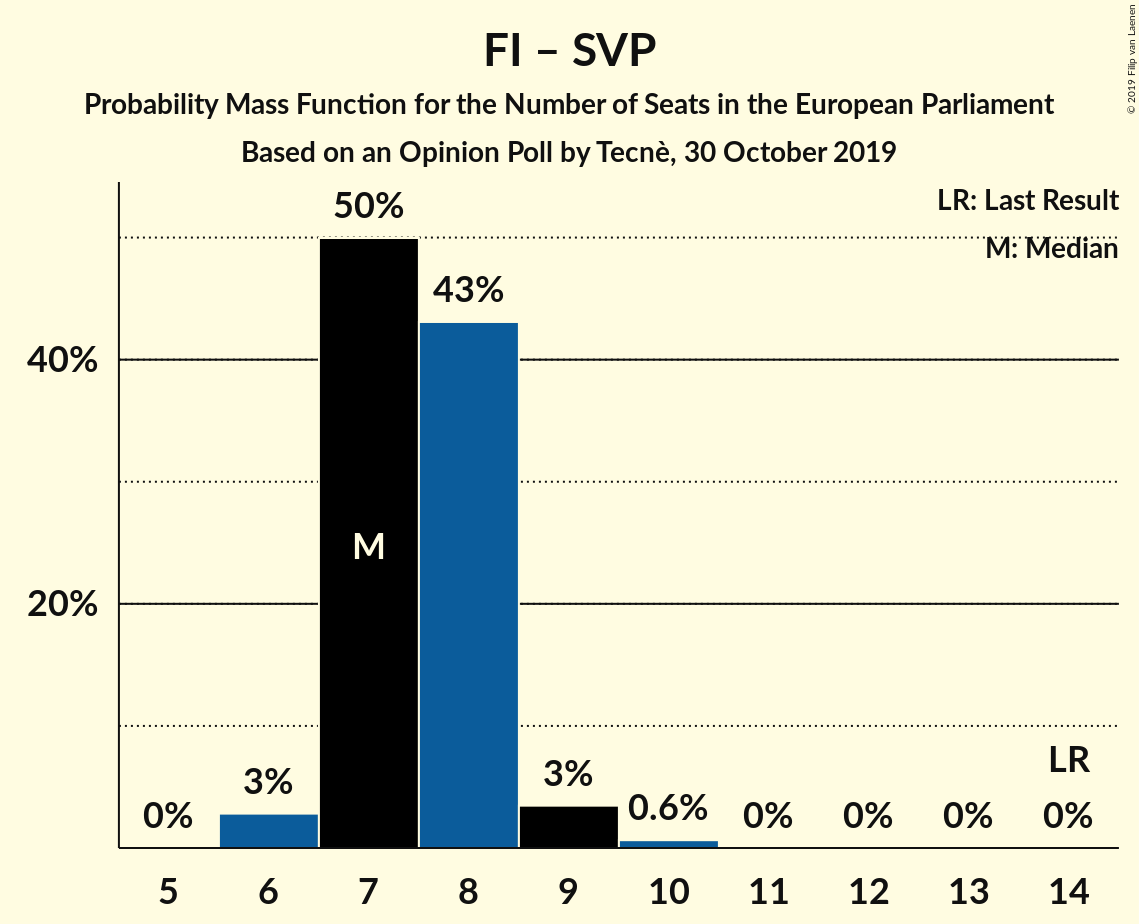 FI – SVP
Probability Mass Function for the Number of Seats in the European Parliament
Based on an Opinion Poll by Tecnè, 30 October 2019
© 2019 Filip van Laenen
LR: Last Result
M: Median
50%
43%
40%
M
20%
LR
0%
3%
3%
0.6%
0%
0%
0%
0%
5 6 7 8 9 10 11 12 13 14